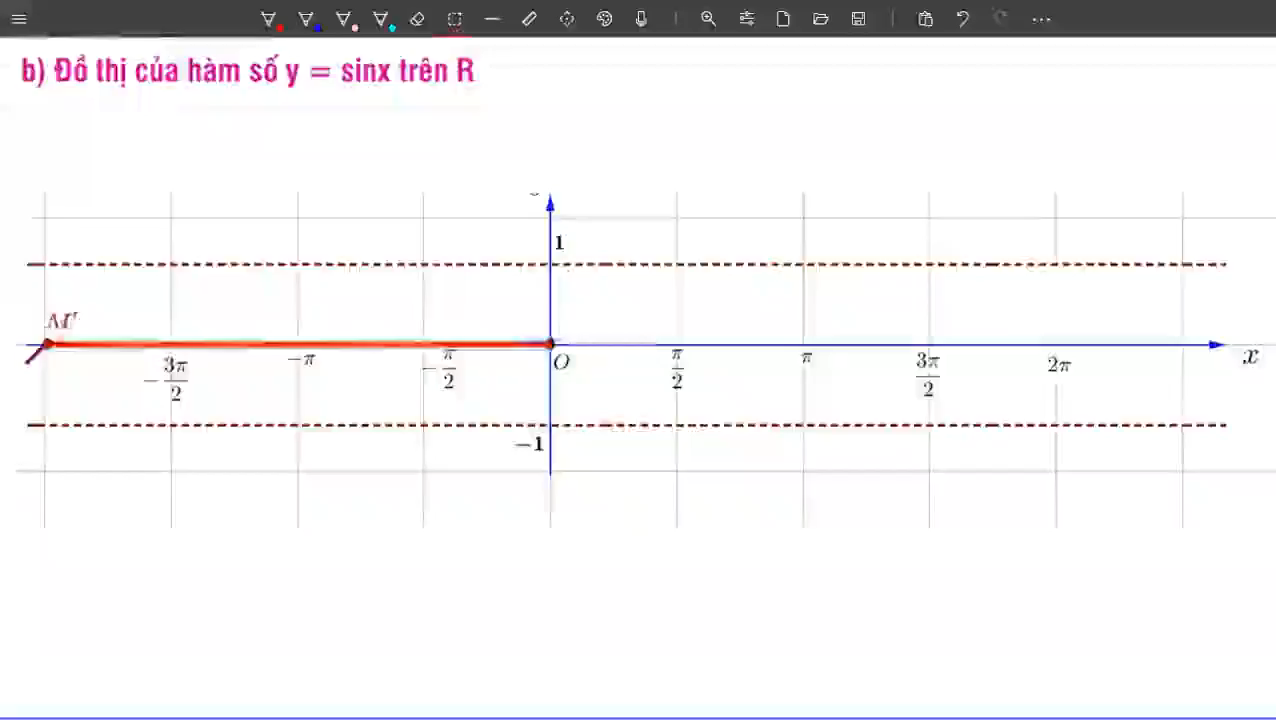 b) Đồ thị của hàm số y = sinx trên R
1
M'
-3π/2
-π
-π/2
O
π/2
π
3π/2
2π
x
-1